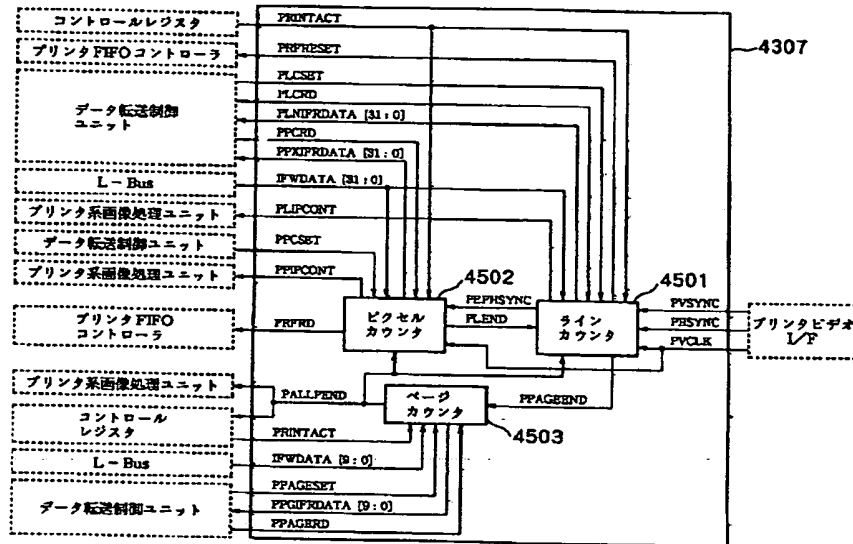 コントロールレジスタ
プリンタFIFOコントローラ
データ転送制御
ユニット
L-Bus
プリンタ系画像処理ユニット
データ転送制御ユニット
プリンタ系画像処理ユニット
プリンタFIFO
コントローラ
プリンタ系画像処理ユニット
コントロール
レジスタ
L-Bus
データ転送制御ユニット
PRINTACT
PRFRESET
PLCSET
PLCRD
PLNIFRDATA [31:0]
PPCRD
PPXIFRDATA [31:0]
IFWDATA [31:0]
PLIPCONT
PPCSET
PPIPCONT
PRFRD
PALLPEND
PRINTACT
IFWDATA [9:0]
PPAGESET
PPGIFRDATA [9:0]
PPAGERD
4502
ピクセル
カウンタ
PEPHSYNC
PLEND
4501
ライン
カウンタ
ページ
カウンタ
4503
PPAGEEND
PVSYNC
PHSYNC
PVCLK
プリンタビデオ
I/F
4307